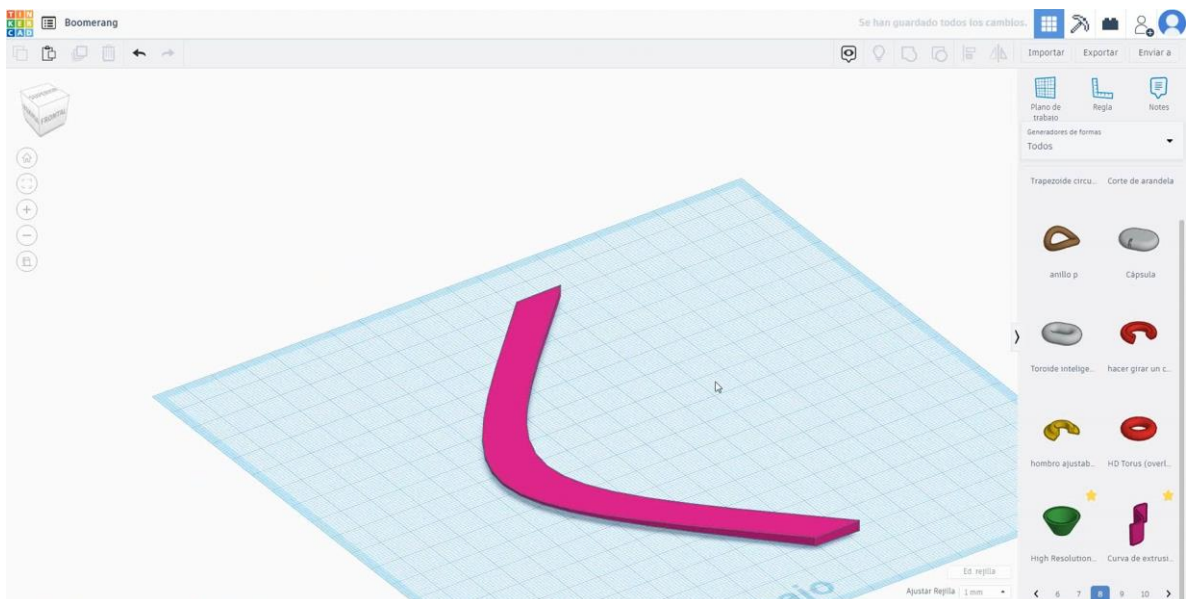 TIN
KER
CAD
Boomerang
Se han guardado todos los cambios.
Importar
Exportar
Enviar a
FRONTAL
Plano de trabajo
Regla
Notes
Generadores de formas
Todos
Trapezoide circu...
Corte de arandela
anillo p
Cápsula
Toroide intelige...
hacer girar un c...
hombro ajustab...
HD Torus (overl...
High Resolution...
Curva de extrusi...
Ed. rejilla
Ajustar Rejilla
1 mm
6 7 8 9 10